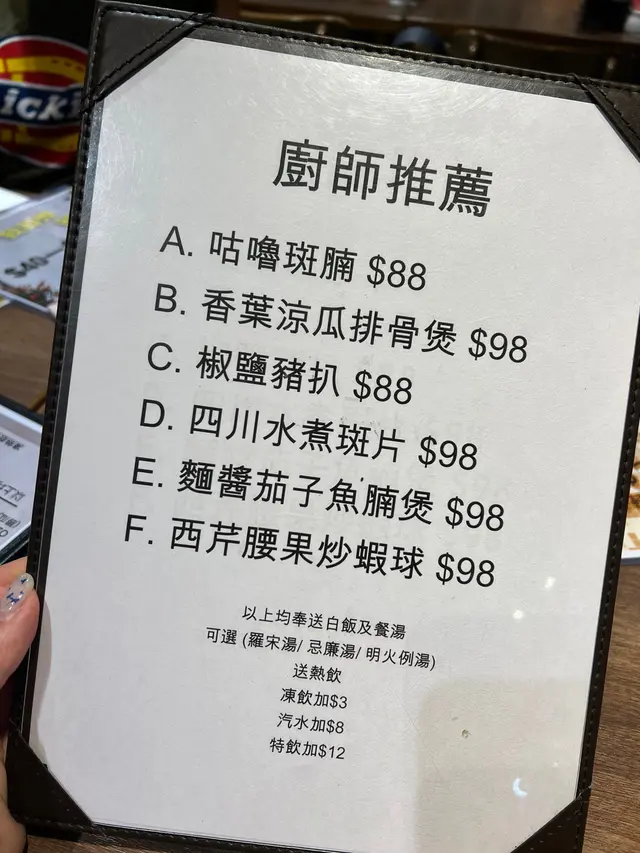 廚師推薦
A. 咕嚕斑腩 $88
B. 香葉涼瓜排骨煲 $98
C. 椒鹽豬扒 $88
D. 四川水煮斑片 $98
E. 麵醬茄子魚腩煲 $98
F. 西芹腰果炒蝦球 $98
以上均奉送白飯及餐湯
可選 (羅宋湯/ 忌廉湯/ 明火例湯)
送熱飲
凍飲加$3
汽水加$8
特飲加$12
icki
$40